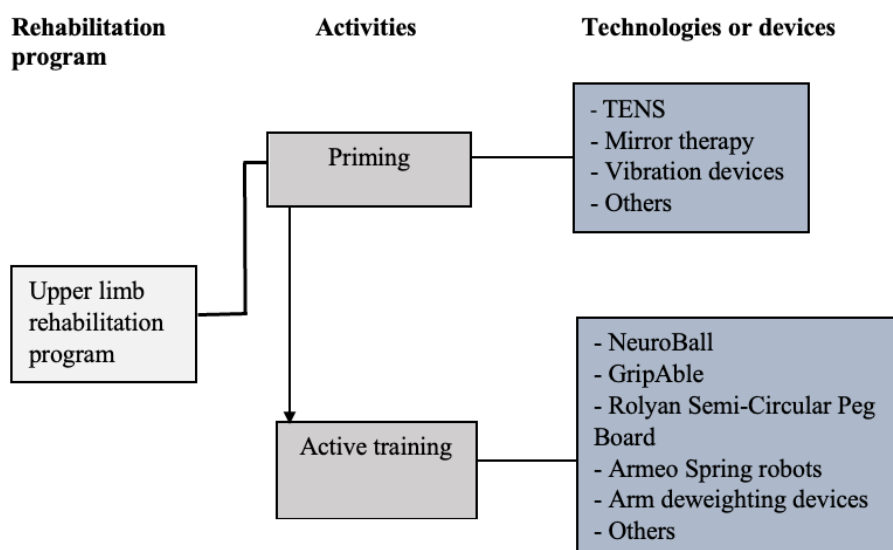 Rehabilitation
program
Activities
Technologies or devices
Upper limb
rehabilitation
program
Priming
- TENS
- Mirror therapy
- Vibration devices
- Others
Active training
- NeuroBall
- GripAble
- Rolyan Semi-Circular Peg
Board
- Armeo Spring robots
- Arm deweighting devices
- Others